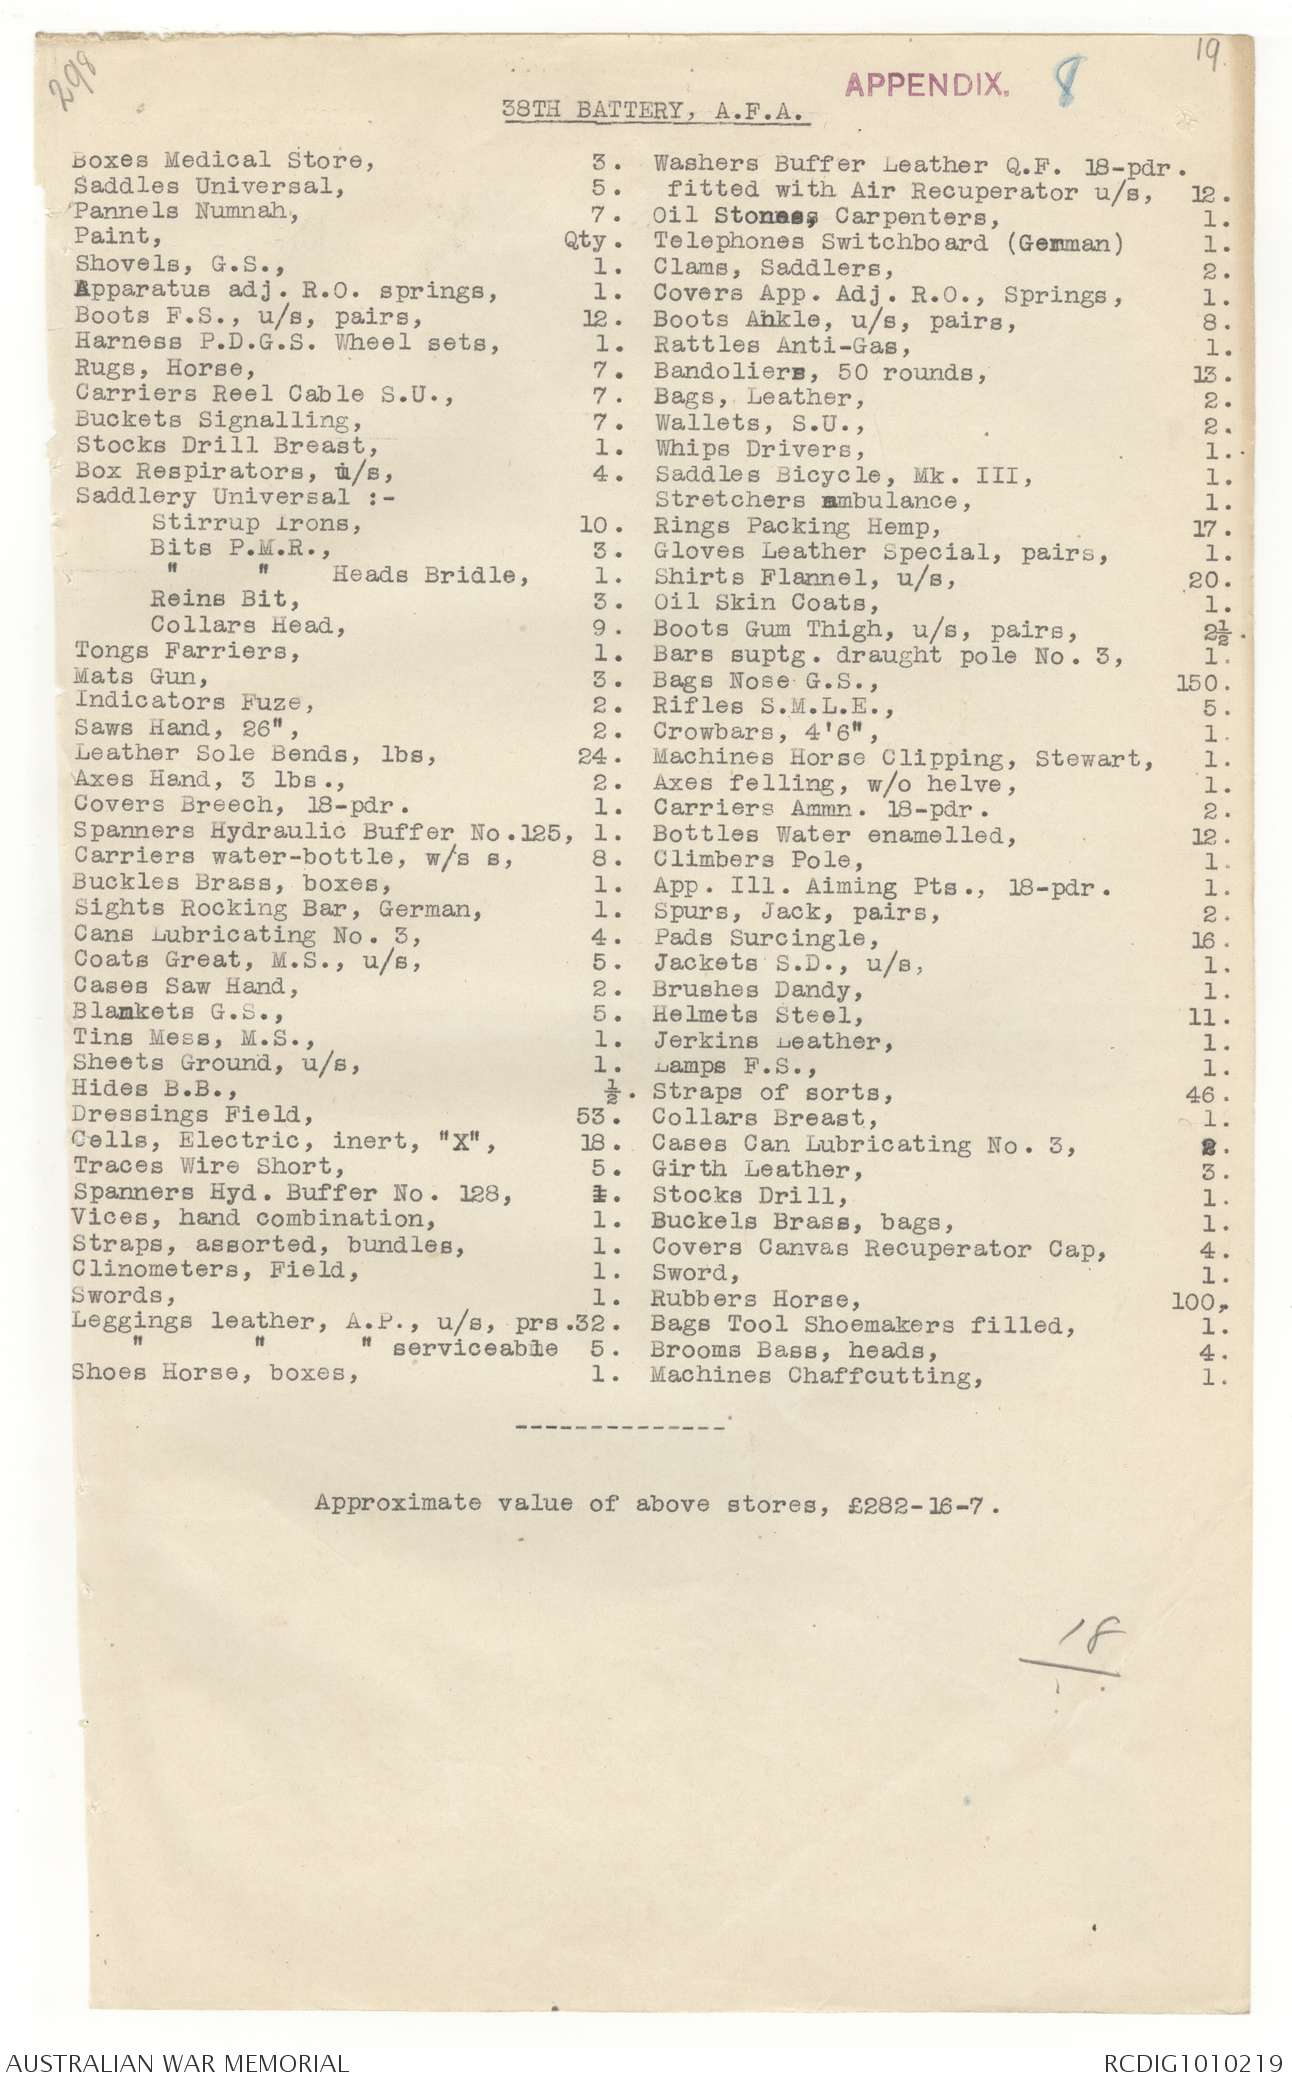 298
19.
APPENDIX. 8
38TH BATTERY, A.F.A.
Boxes Medical Store, 3.
Saddles Universal, 5.
Pannels Numnah, 7.
Paint, Qty.
Shovels, G.S., 1.
Apparatus adj. R.O. springs, 1.
Boots F.S., u/s, pairs, 12.
Harness P.D.G.S. Wheel sets, 1.
Rugs, Horse, 7.
Carriers Reel Cable S.U., 7.
Buckets Signalling, 7.
Stocks Drill Breast, 1.
Box Respirators, u/s, 4.
Saddlery Universal :-
Stirrup Irons, 10.
Bits P.M.R., 3.
" " Heads Bridle, 1.
Reins Bit, 3.
Collars Head, 9.
Tongs Farriers, 1.
Mats Gun, 3.
Indicators Fuze, 2.
Saws Hand, 26", 2.
Leather Sole Bends, lbs, 24.
Axes Hand, 3 lbs., 2.
Covers Breech, 18-pdr. 1.
Spanners Hydraulic Buffer No.125, 1.
Carriers water-bottle, w/s s, 8.
Buckles Brass, boxes, 1.
Sights Rocking Bar, German, 1.
Cans Lubricating No. 3, 4.
Coats Great, M.S., u/s, 5.
Cases Saw Hand, 2.
Blankets G.S., 5.
Tins Mess, M.S., 1.
Sheets Ground, u/s, 1.
Hides B.B., ½.
Dressings Field, 53.
Cells, Electric, inert, "X", 18.
Traces Wire Short, 5.
Spanners Hyd. Buffer No. 128, 1.
Vices, hand combination, 1.
Straps, assorted, bundles, 1.
Clinometers, Field, 1.
Swords, 1.
Leggings leather, A.P., u/s, prs.32.
" " " serviceable 5.
Shoes Horse, boxes, 1.
Washers Buffer Leather Q.F. 18-pdr.
fitted with Air Recuperator u/s, 12.
Oil Stones, Carpenters, 1.
Telephones Switchboard (German) 1.
Clams, Saddlers, 2.
Covers App. Adj. R.O., Springs, 1.
Boots Ankle, u/s, pairs, 8.
Rattles Anti-Gas, 1.
Bandoliers, 50 rounds, 13.
Bags, Leather, 2.
Wallets, S.U., 2.
Whips Drivers, 1.
Saddles Bicycle, Mk. III, 1.
Stretchers ambulance, 1.
Rings Packing Hemp, 17.
Gloves Leather Special, pairs, 1.
Shirts Flannel, u/s, 20.
Oil Skin Coats, 1.
Boots Gum Thigh, u/s, pairs, 2½.
Bars suptg. draught pole No. 3, 1.
Bags Nose G.S., 150.
Rifles S.M.L.E., 5.
Crowbars, 4'6", 1.
Machines Horse Clipping, Stewart, 1.
Axes felling, w/o helve, 1.
Carriers Ammn. 18-pdr. 2.
Bottles Water enamelled, 12.
Climbers Pole, 1.
App. Ill. Aiming Pts., 18-pdr. 1.
Spurs, Jack, pairs, 2.
Pads Surcingle, 16.
Jackets S.D., u/s, 1.
Brushes Dandy, 1.
Helmets Steel, 11.
Jerkins Leather, 1.
Lamps F.S., 1.
Straps of sorts, 46.
Collars Breast, 1.
Cases Can Lubricating No. 3, 2.
Girth Leather, 3.
Stocks Drill, 1.
Buckels Brass, bags, 1.
Covers Canvas Recuperator Cap, 4.
Sword, 1.
Rubbers Horse, 100.
Bags Tool Shoemakers filled, 1.
Brooms Bass, heads, 4.
Machines Chaffcutting, 1.
--------------
Approximate value of above stores, £282-16-7.
18
AUSTRALIAN WAR MEMORIAL
RCDIG1010219